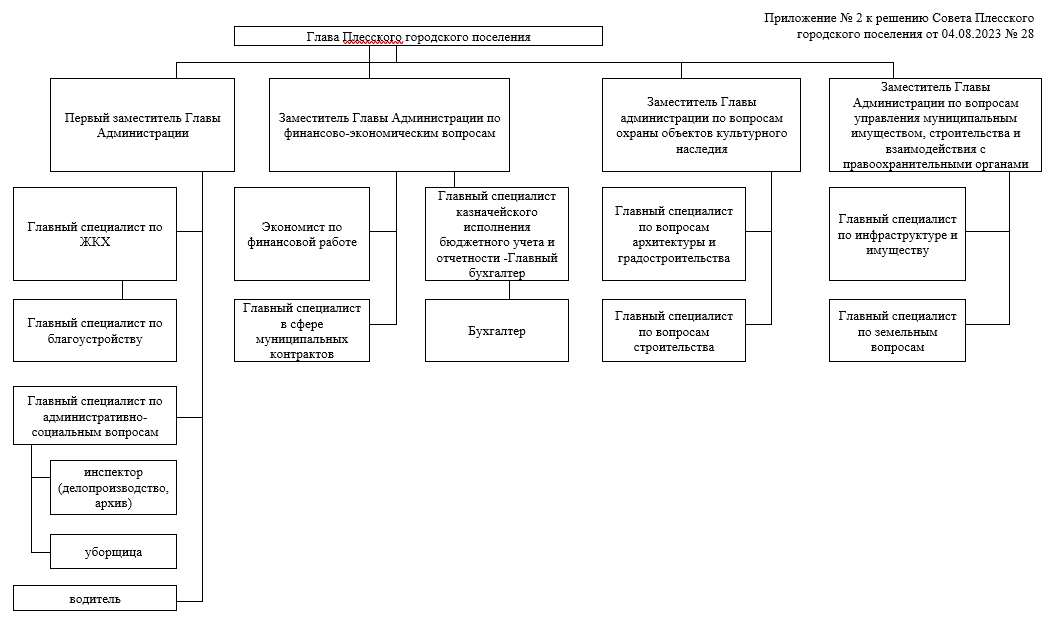 Приложение № 2 к решению Совета Плесского
городского поселения от 04.08.2023 № 28
Глава Плесского городского поселения
Первый заместитель Главы
Администрации
Заместитель Главы Администрации по
финансово-экономическим вопросам
Заместитель Главы
администрации по вопросам
охраны объектов культурного
наследия
Заместитель Главы
Администрации по вопросам
управления муниципальным
имуществом, строительства и
взаимодействия с
правоохранительными органами
Главный специалист по
ЖКХ
Экономист по
финансовой работе
Главный специалист
казначейского
исполнения
бюджетного учета и
отчетности -Главный
бухгалтер
Главный специалист
по вопросам
архитектуры и
градостроительства
Главный специалист
по инфраструктуре и
имуществу
Главный специалист по
благоустройству
Главный специалист
в сфере
муниципальных
контрактов
Бухгалтер
Главный специалист
по вопросам
строительства
Главный специалист
по земельным
вопросам
Главный специалист по
административно-
социальным вопросам
инспектор
(делопроизводство,
архив)
уборщица
водитель